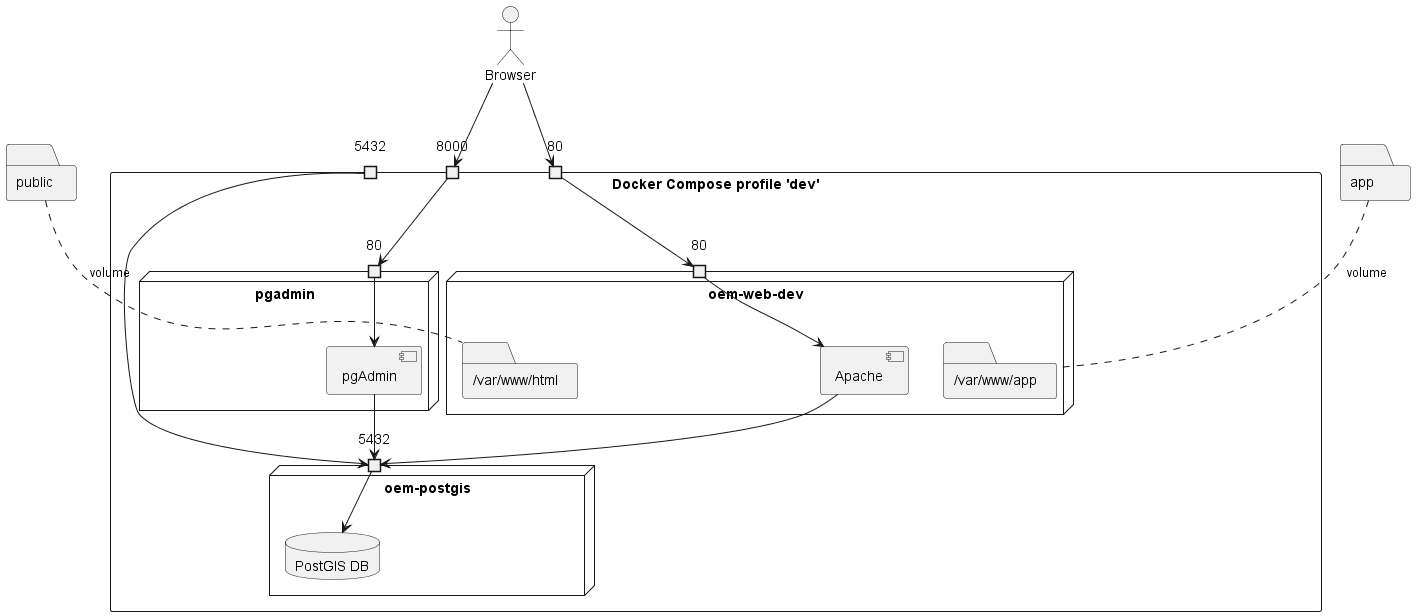 Browser
5432
8000
80
public
Docker Compose profile 'dev'
app
80
80
volume
volume
pgadmin
oem-web-dev
pgAdmin
/var/www/html
Apache
/var/www/app
5432
oem-postgis
PostGIS DB